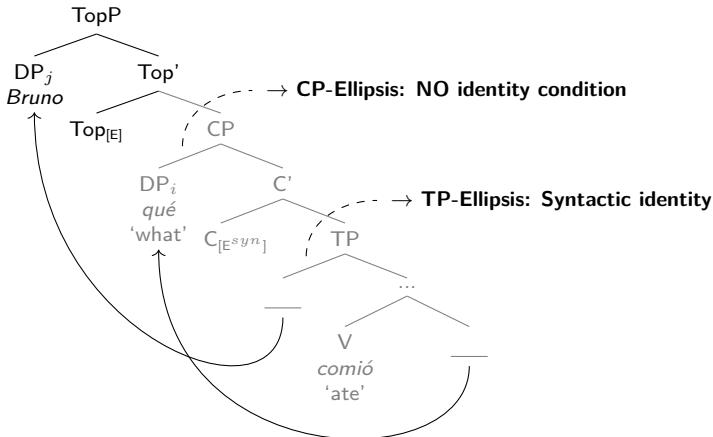 TopP
DPj Top'
Bruno
→ CP-Ellipsis: NO identity condition
Top[E] CP
DPi C'
qué
→ TP-Ellipsis: Syntactic identity
'what' C[E^syn] TP
...
V
comió
'ate'